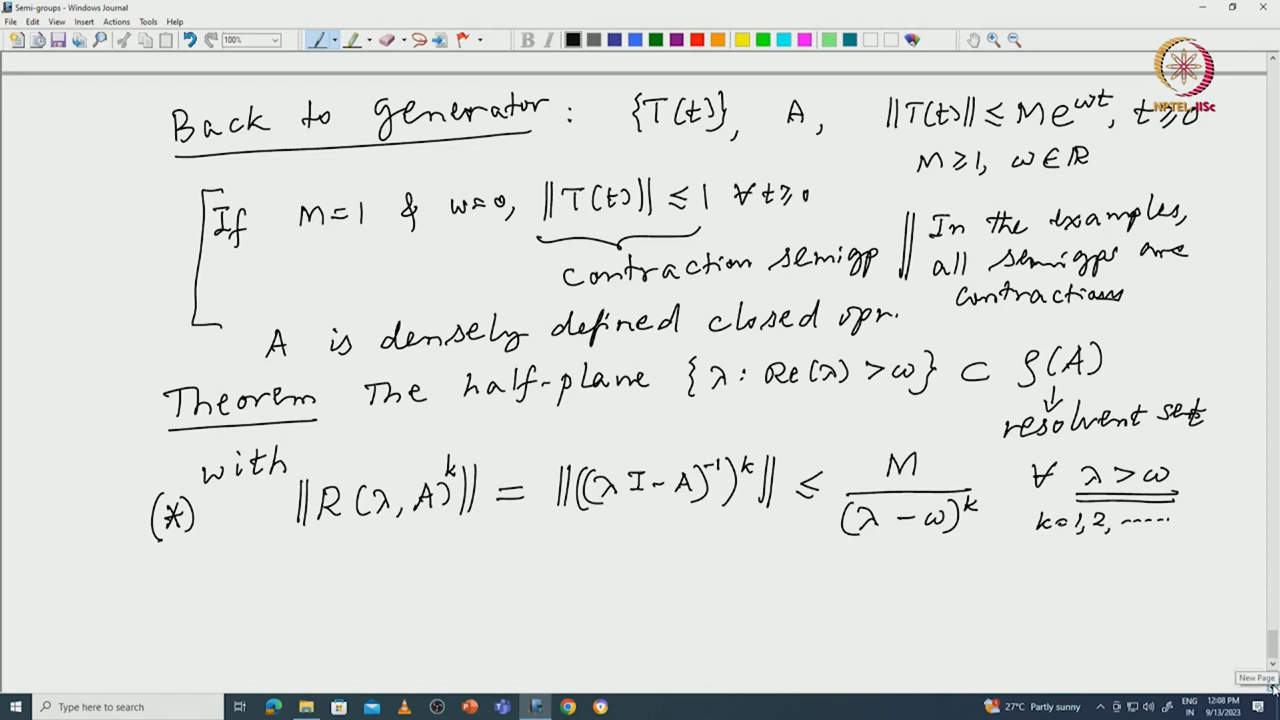 Semi-groups - Windows Journal
File Edit View Insert Actions Tools Help
100%
B I
NPTEL IISc
Back to generator : {T(t)}, A, ||T(t)|| ≤ Me^{ωt}, t≥0
M ≥ 1, ω ∈ ℝ
If M=1 & ω=0, ||T(t)|| ≤ 1 ∀ t≥0
contraction semigp
|| In the examples,
all semigps are
contractions
A is densely defined closed opr.
Theorem The half-plane {λ : Re(λ) > ω} ⊂ ρ(A)
↓
resolvent set
with
(*) ||R(λ, A)^k|| = ||((λI - A)^{-1})^k|| ≤ M/(λ - ω)^k ∀ λ > ω
k=1, 2, .....
New Page
Type here to search
27°C Partly sunny
ENG
IN
12:08 PM
9/13/2023